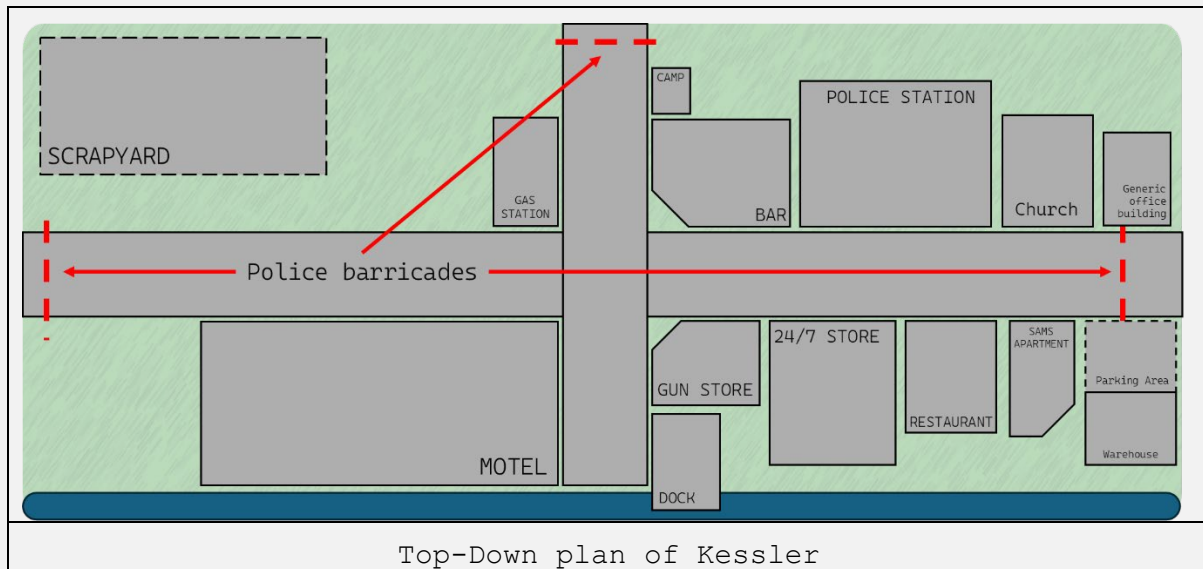 CAMP
POLICE STATION
SCRAPYARD
GAS
STATION
BAR
Church
Generic
office
building
Police barricades
24/7 STORE
SAMS
APARTMENT
GUN STORE
Parking Area
RESTAURANT
MOTEL
Warehouse
DOCK
Top-Down plan of Kessler